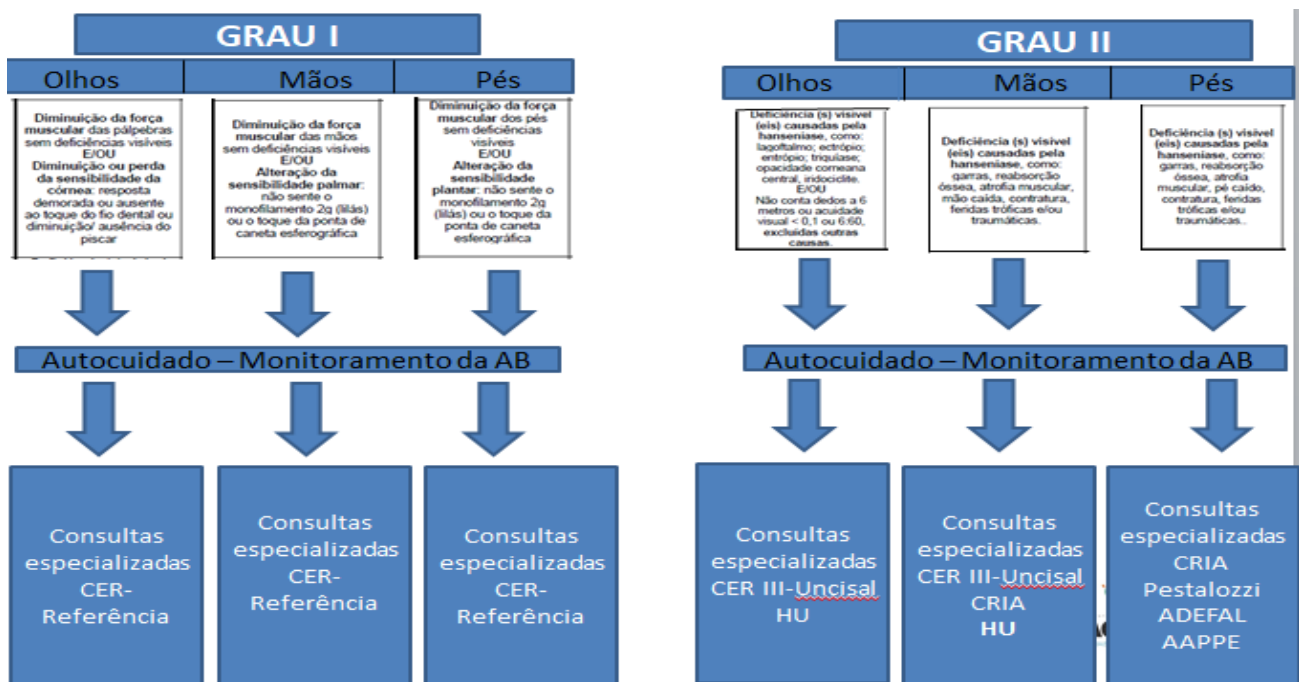 GRAU I
Olhos
Mãos
Pés
Diminuição da força
muscular das pálpebras
sem deficiências visíveis
E/OU
Diminuição ou perda
da sensibilidade da
córnea: resposta
demorada ou ausente
ao toque do fio dental ou
diminuição/ ausência do
piscar
Diminuição da força
muscular das mãos
sem deficiências visíveis
E/OU
Alteração da
sensibilidade palmar:
não sente o
monofilamento 2g (lilás)
ou o toque da ponta de
caneta esferográfica
Diminuição da força
muscular dos pés
sem deficiências
visíveis
E/OU
Alteração da
sensibilidade
plantar: não sente o
monofilamento 2g
(lilás) ou o toque da
ponta de caneta
esferográfica
Autocuidado – Monitoramento da AB
Consultas
especializadas
CER-
Referência
Consultas
especializadas
CER-
Referência
Consultas
especializadas
CER-
Referência
GRAU II
Olhos
Mãos
Pés
Deficiência (s) visível
(eis) causadas pela
hanseníase, como:
lagoftalmo; ectrópio;
entrópio; triquíase;
opacidade corneana
central, iridociclite.
E/OU
Não conta dedos a 6
metros ou acuidade
visual < 0,1 ou 6:60,
excluídas outras
causas.
Deficiência (s) visível
(eis) causadas pela
hanseníase, como:
garras, reabsorção
óssea, atrofia muscular,
mão caída, contratura,
feridas tróficas e/ou
traumáticas.
Deficiência (s) visível
(eis) causadas pela
hanseníase, como:
garras, reabsorção
óssea, atrofia
muscular, pé caído,
contratura, feridas
tróficas e/ou
traumáticas..
Autocuidado – Monitoramento da AB
Consultas
especializadas
CER III-Uncisal
HU
Consultas
especializadas
CER III-Uncisal
CRIA
HU
Consultas
especializadas
CRIA
Pestalozzi
ADEFAL
AAPPE